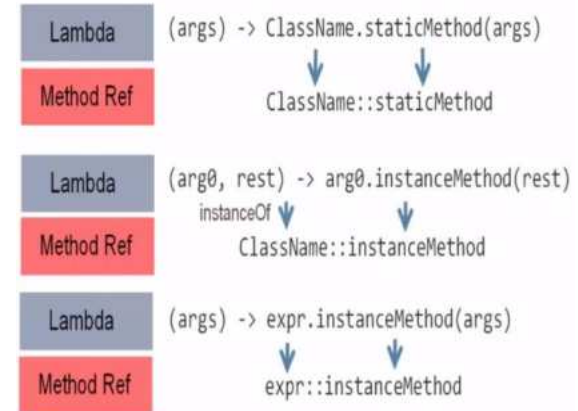 Lambda (args) -> ClassName.staticMethod(args)
Method Ref ClassName::staticMethod
Lambda (arg0, rest) -> arg0.instanceMethod(rest)
instanceOf
Method Ref ClassName::instanceMethod
Lambda (args) -> expr.instanceMethod(args)
Method Ref expr::instanceMethod